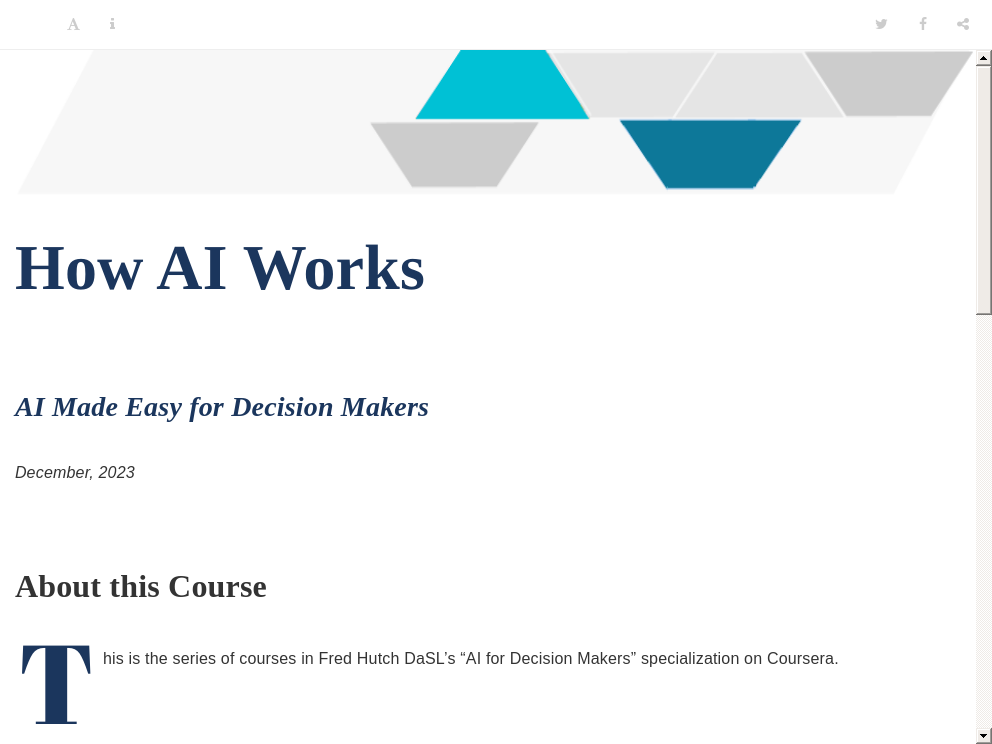 How AI Works
AI Made Easy for Decision Makers
December, 2023
About this Course
This is the series of courses in Fred Hutch DaSL’s “AI for Decision Makers” specialization on Coursera.